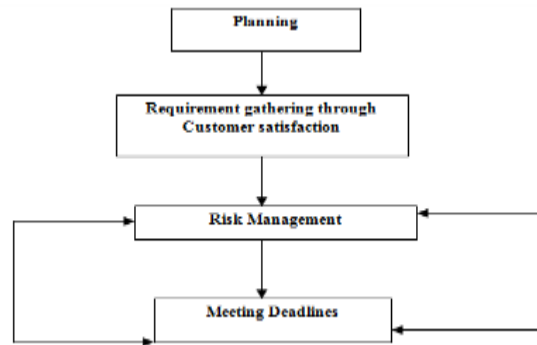 Planning
Requirement gathering through
Customer satisfaction
Risk Management
Meeting Deadlines